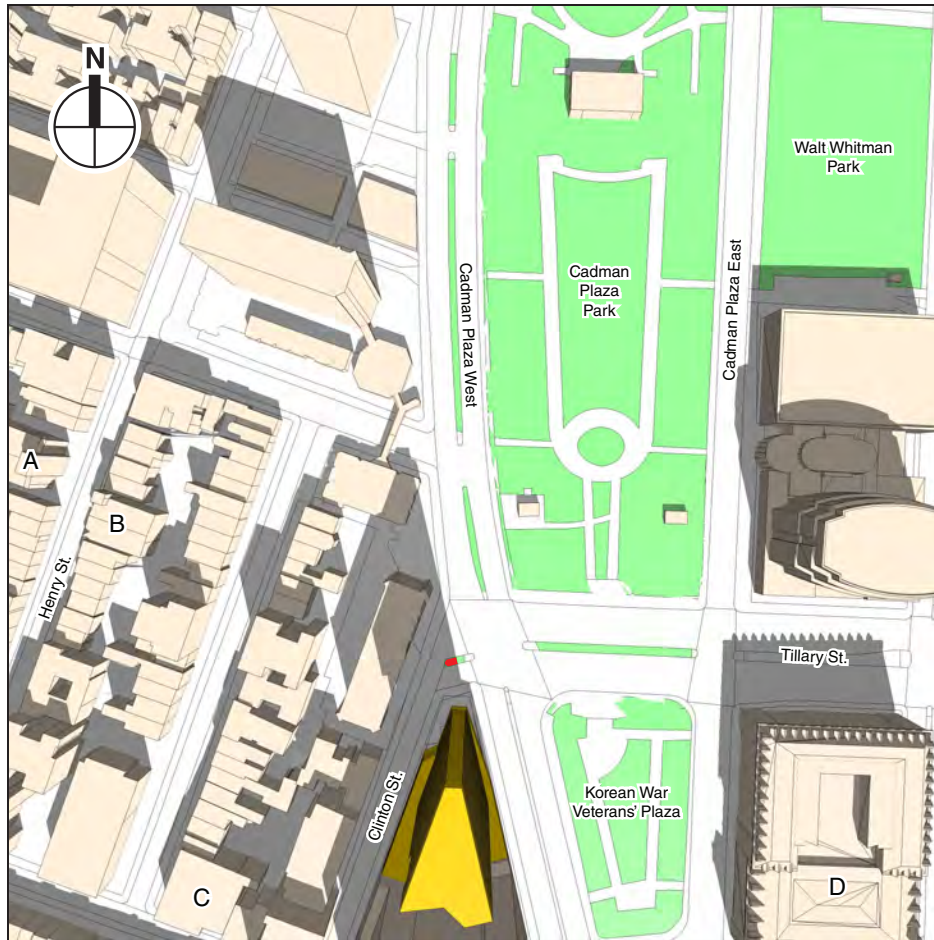 N
Walt Whitman
Park
Cadman Plaza West
Cadman
Plaza
Park
Cadman Plaza East
A
B
Henry St.
Tillary St.
Clinton St.
Korean War
Veterans' Plaza
C
D